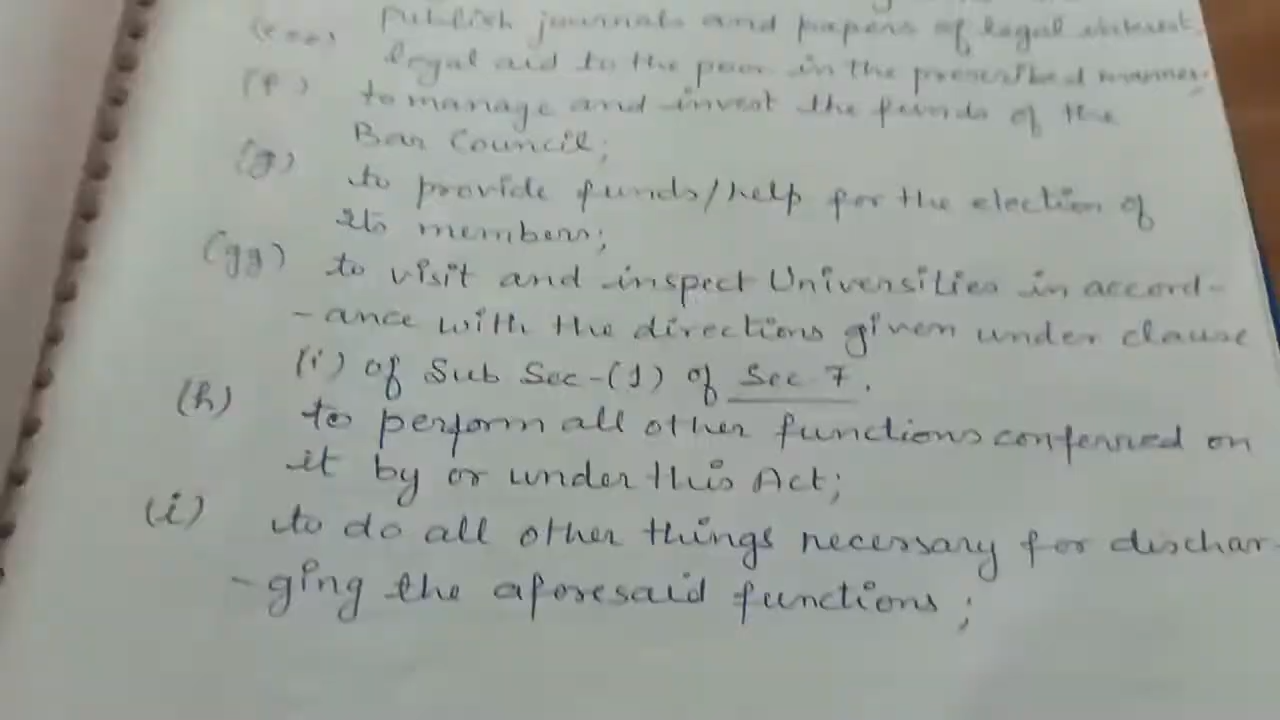 publish journals and papers of legal interest,
legal aid to the poor in the prescribed manner;
(f) to manage and invest the funds of the
Bar Council;
(g) to provide funds/help for the election of
its members;
(gg) to visit and inspect Universities in accord-
-ance with the directions given under clause
(i) of Sub Sec-(1) of Sec 7.
(h) to perform all other functions conferred on
it by or under this Act;
(i) to do all other things necessary for dischar-
-ging the aforesaid functions;